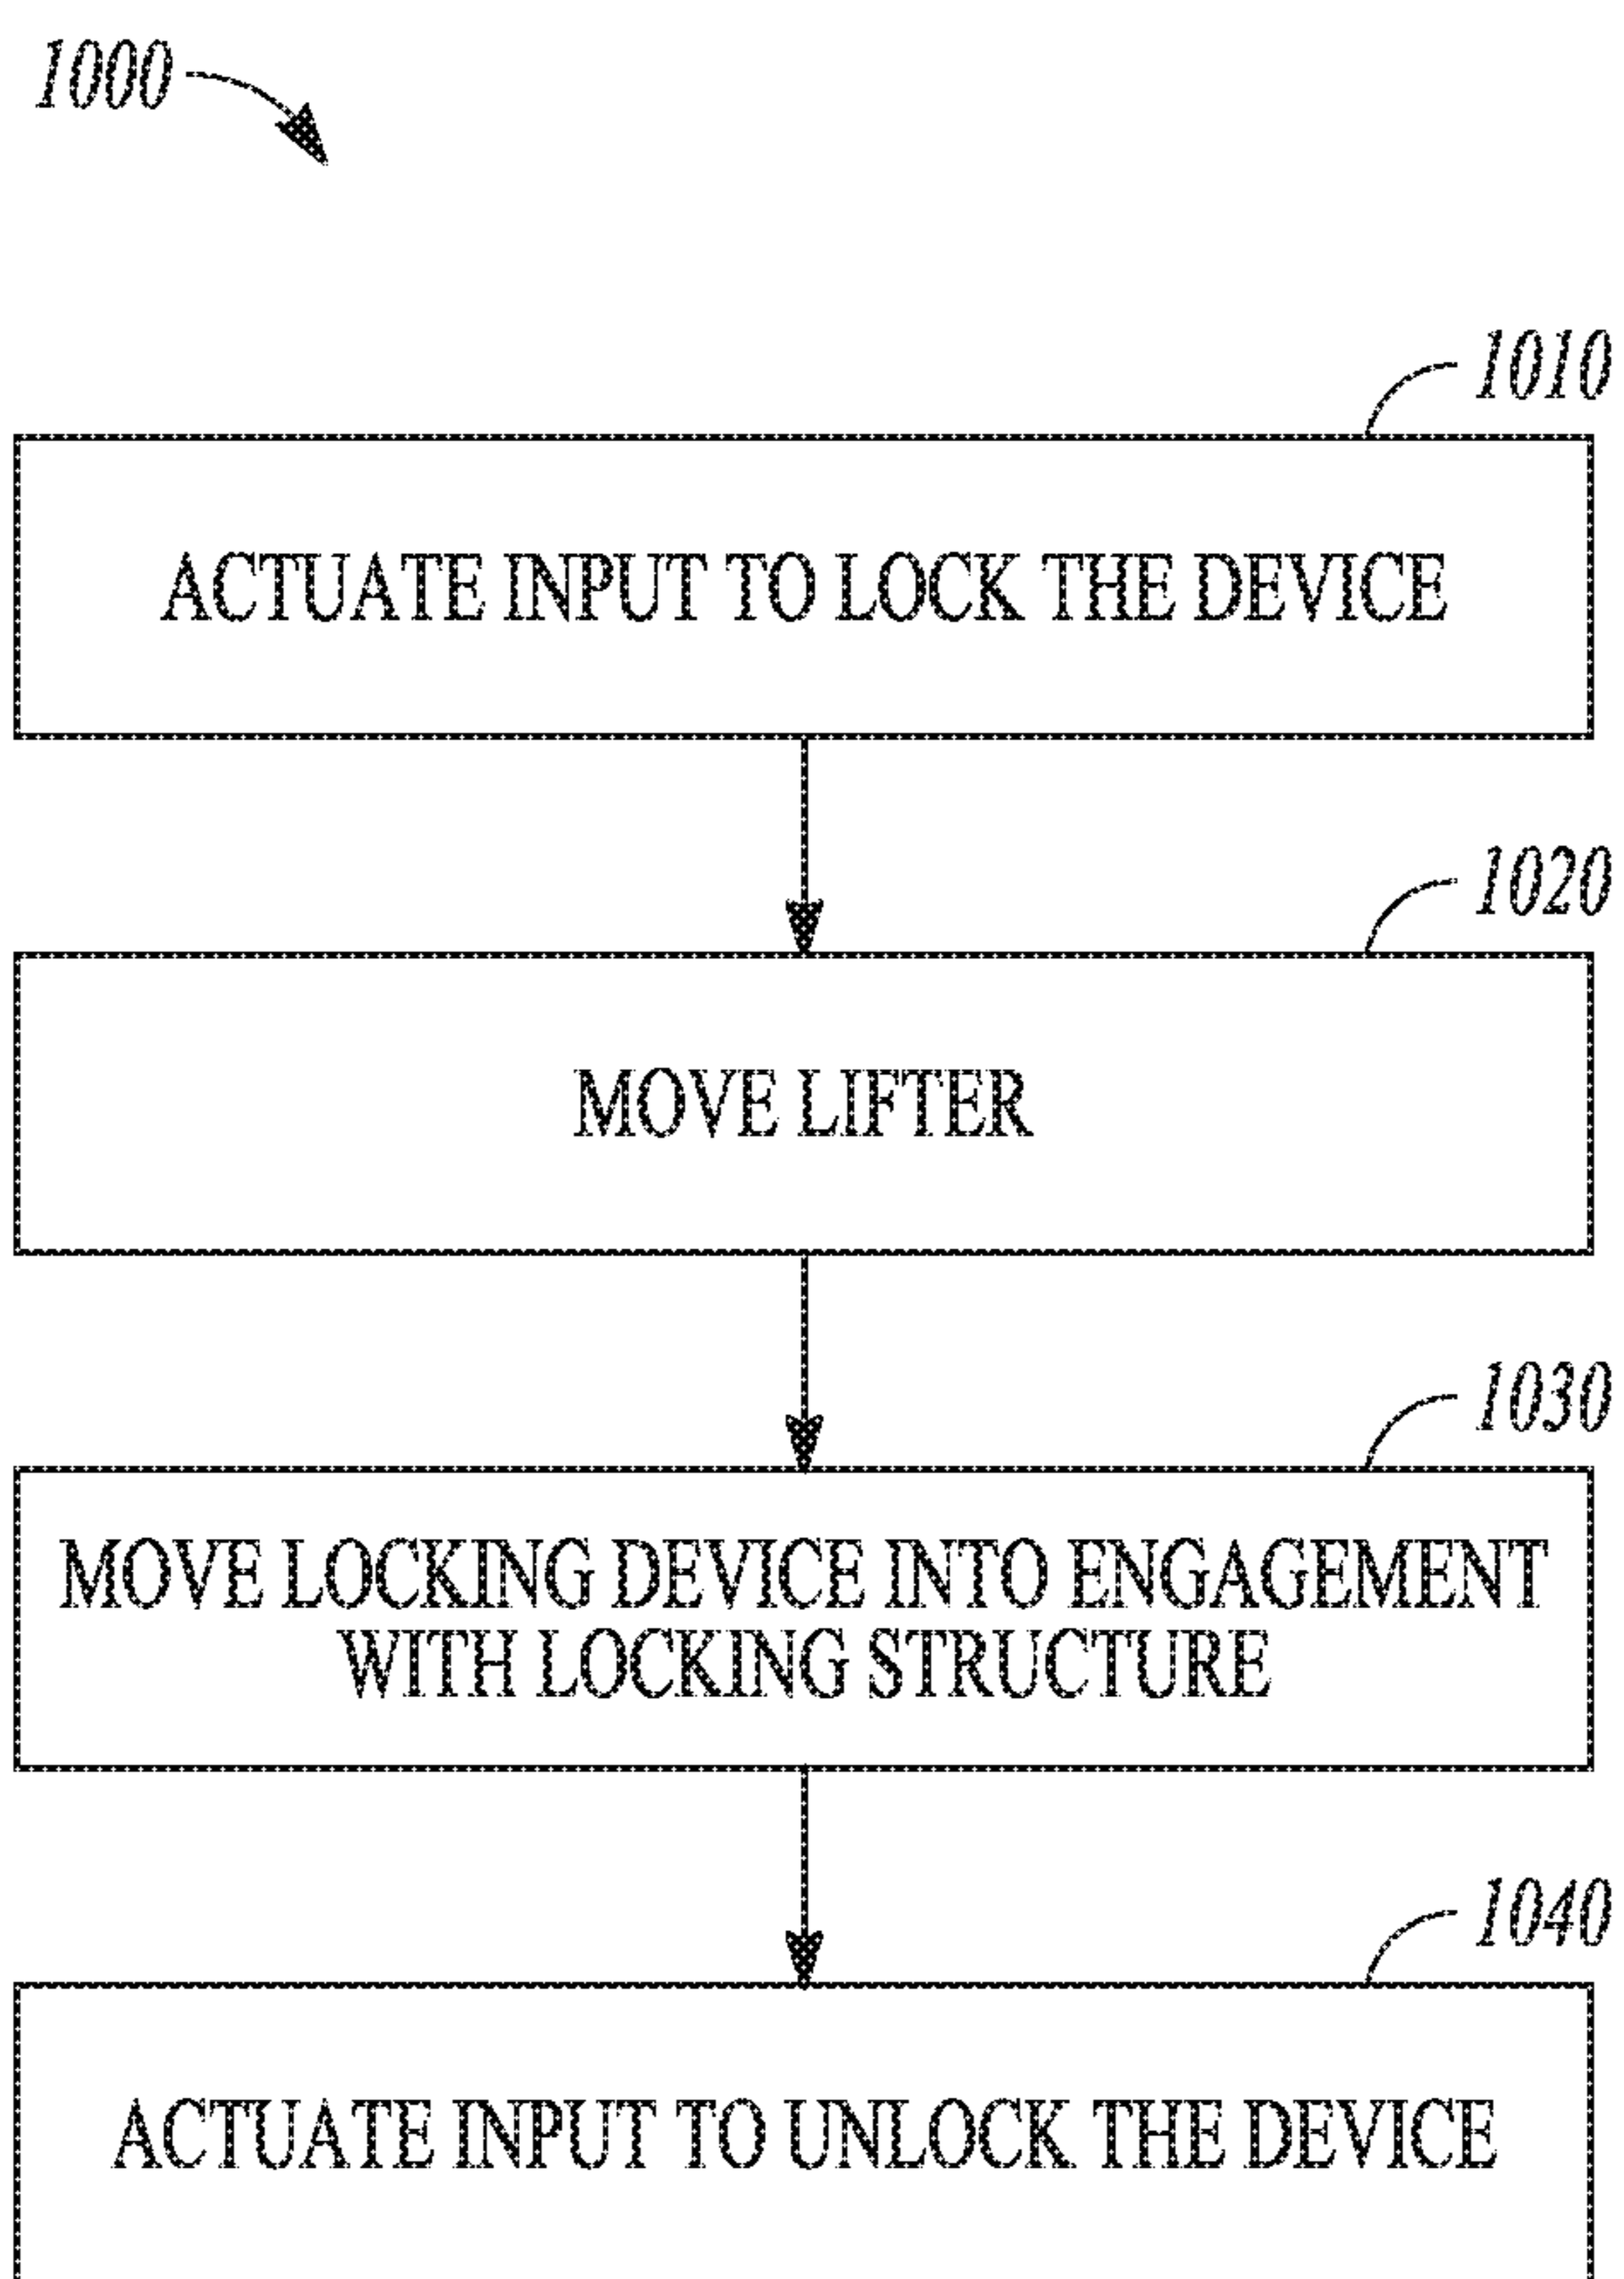 1000
1010
ACTUATE INPUT TO LOCK THE DEVICE
1020
MOVE LIFTER
1030
MOVE LOCKING DEVICE INTO ENGAGEMENT
WITH LOCKING STRUCTURE
1040
ACTUATE INPUT TO UNLOCK THE DEVICE